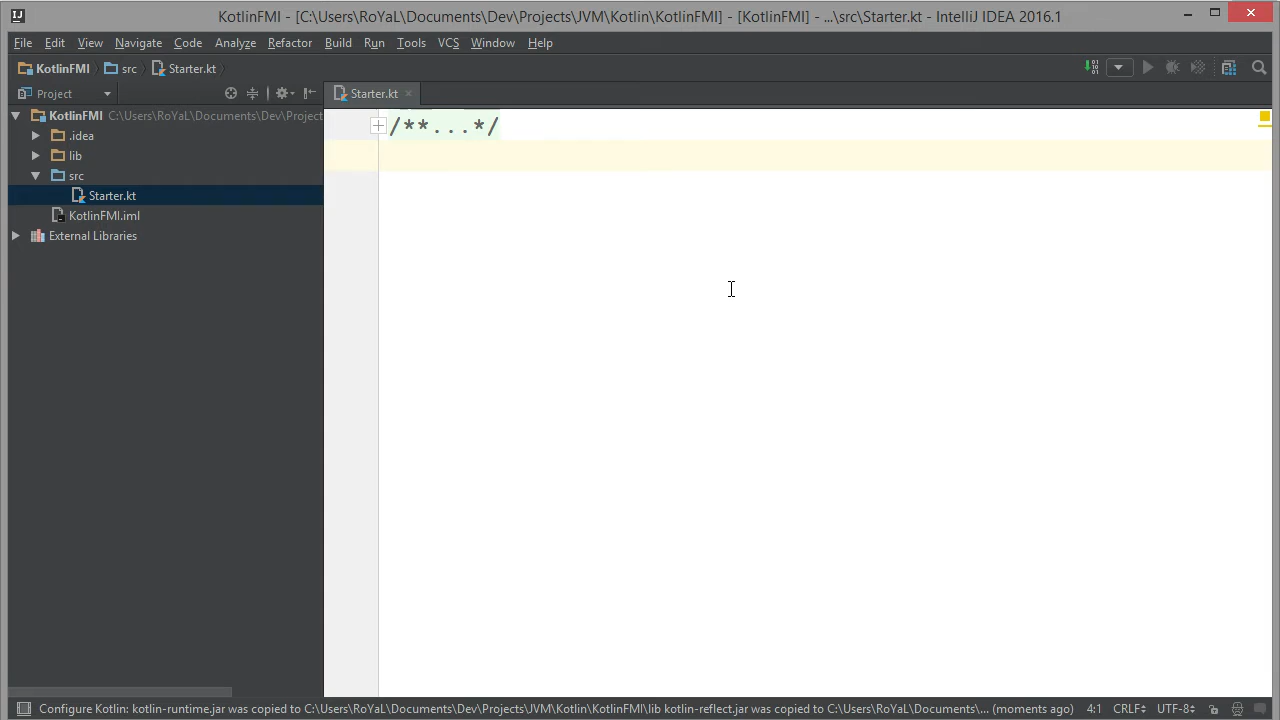 KotlinFMI - [C:\Users\RoYaL\Documents\Dev\Projects\JVM\Kotlin\KotlinFMI] - [KotlinFMI] - ...\src\Starter.kt - IntelliJ IDEA 2016.1
File Edit View Navigate Code Analyze Refactor Build Run Tools VCS Window Help
KotlinFMI src Starter.kt
Project
Starter.kt
KotlinFMI C:\Users\RoYaL\Documents\Dev\Project
/**...*/
.idea
lib
src
Starter.kt
KotlinFMI.iml
External Libraries
Configure Kotlin: kotlin-runtime.jar was copied to C:\Users\RoYaL\Documents\Dev\Projects\JVM\Kotlin\KotlinFMI\lib kotlin-reflect.jar was copied to C:\Users\RoYaL\Documents\... (moments ago) 4:1 CRLF UTF-8